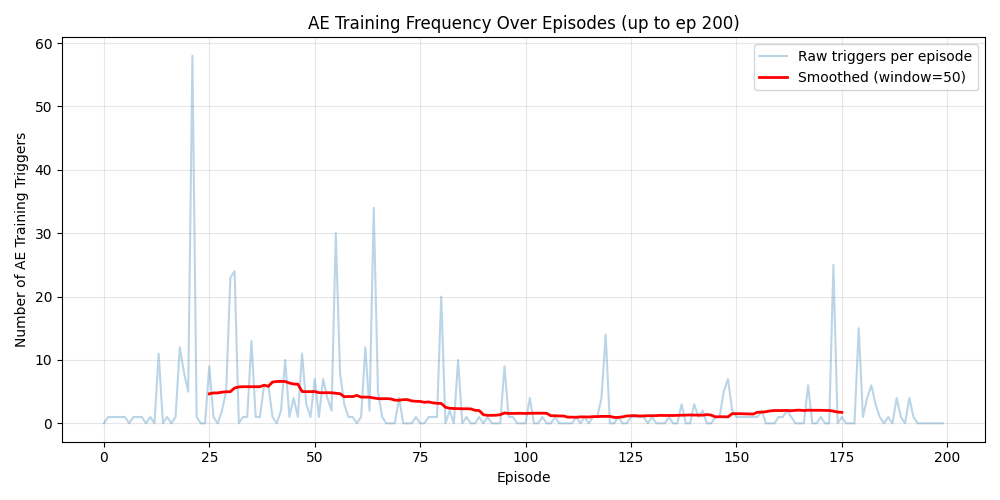 AE Training Frequency Over Episodes (up to ep 200)
Raw triggers per episode
Smoothed (window=50)
Number of AE Training Triggers
60
50
40
30
20
10
0
0 25 50 75 100 125 150 175 200
Episode